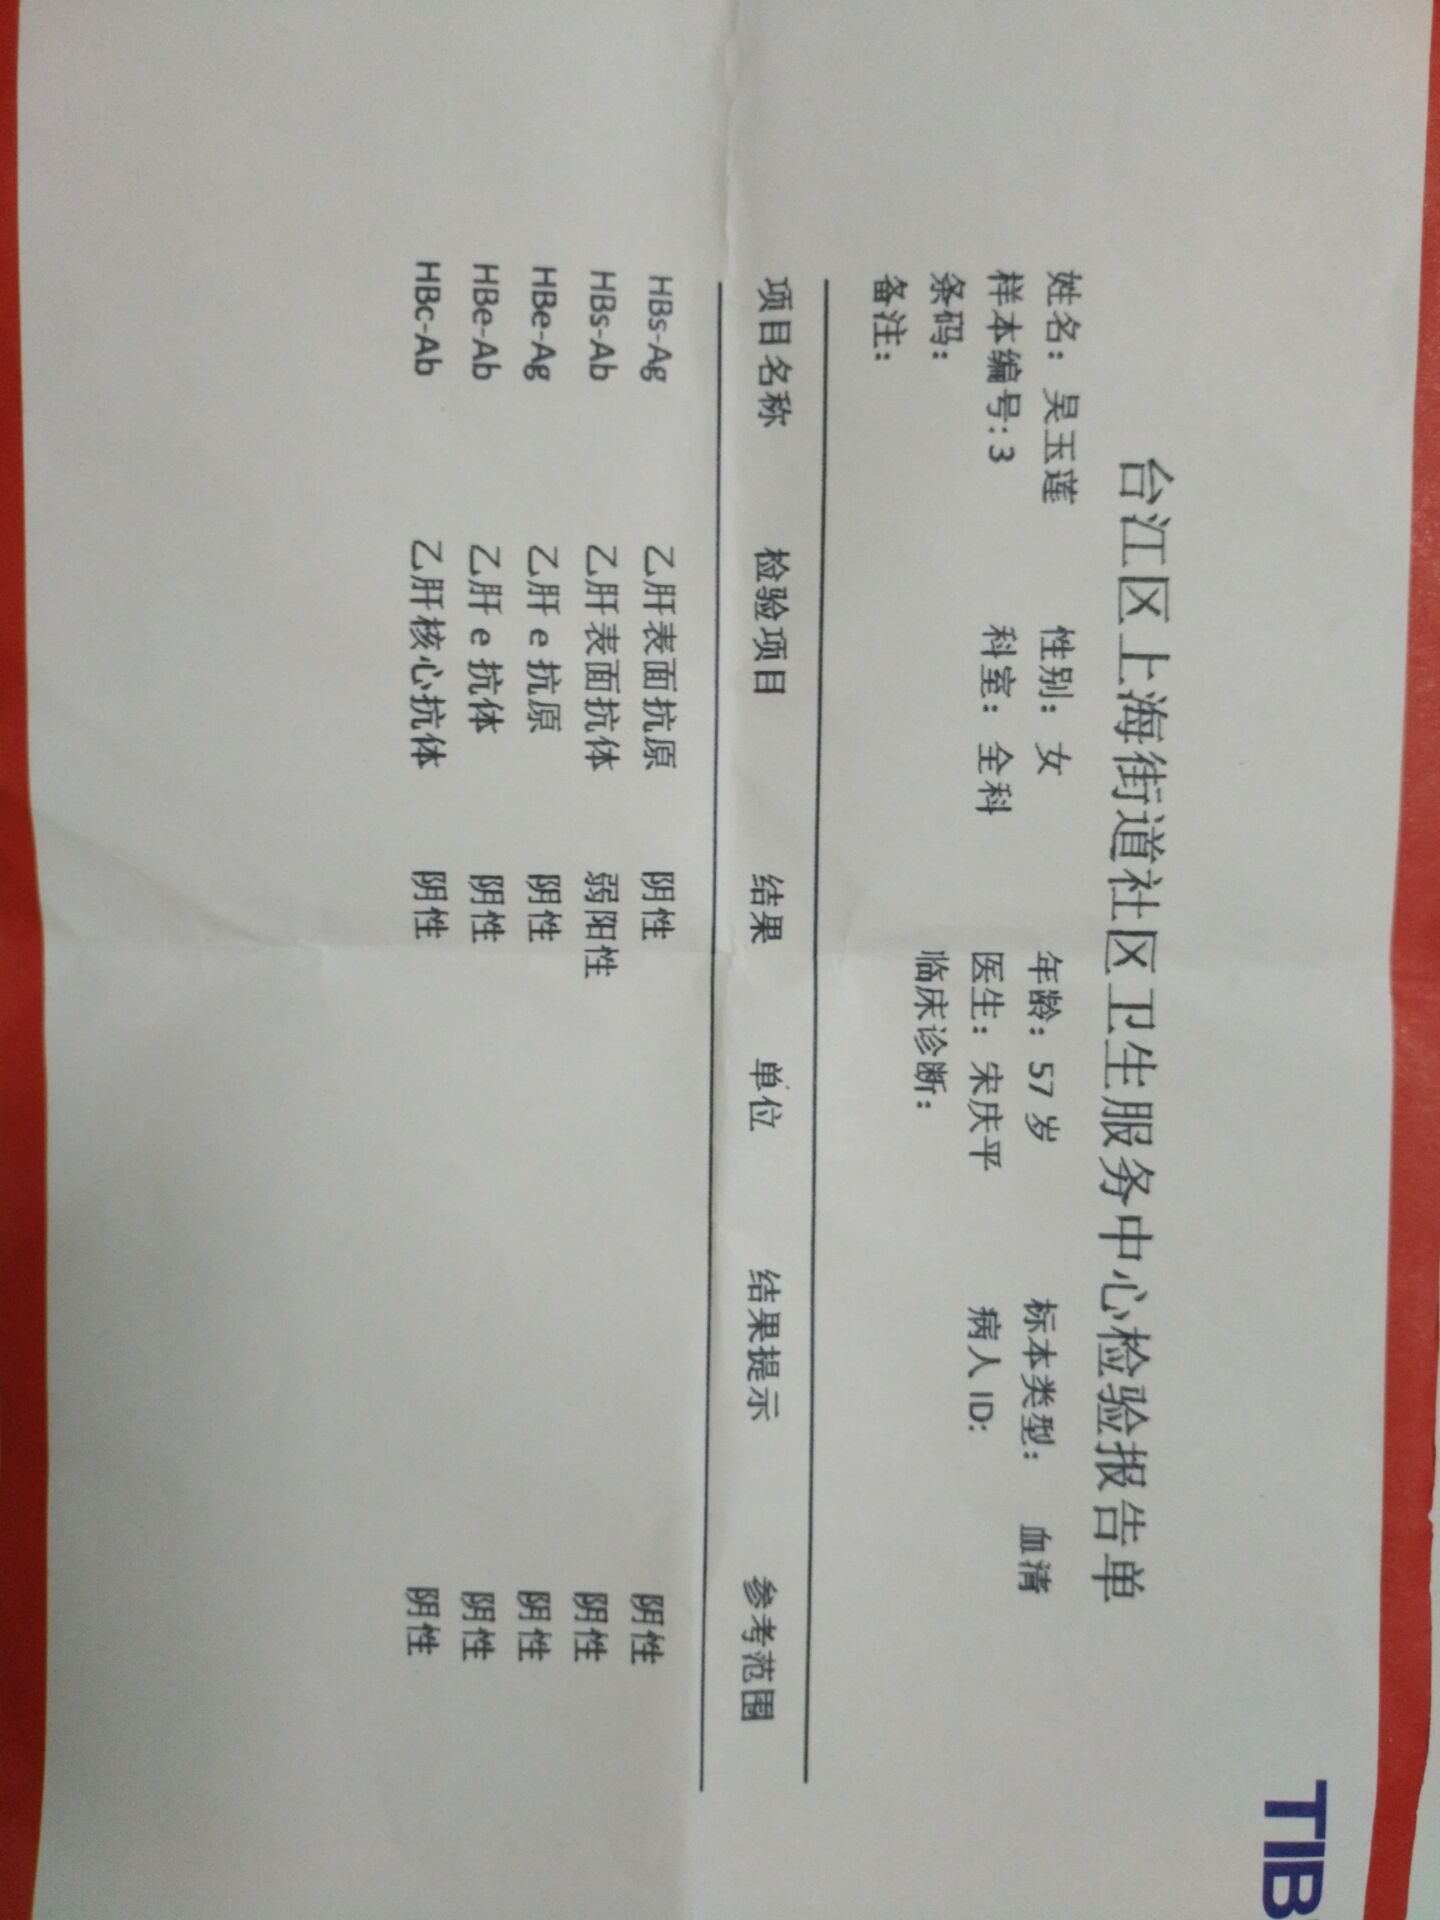 TIB
台江区上海街道社区卫生服务中心检验报告单
姓名：吴玉莲 性别：女 年龄：57岁 标本类型：血清
样本编号：3 科室：全科 医生：宋庆平 病人ID:
条码： 临床诊断：
备注：
项目名称 检验项目 结果 单位 结果提示 参考范围
HBs-Ag 乙肝表面抗原 阴性 阴性
HBs-Ab 乙肝表面抗体 弱阳性 阴性
HBe-Ag 乙肝e抗原 阴性 阴性
HBe-Ab 乙肝e抗体 阴性 阴性
HBc-Ab 乙肝核心抗体 阴性 阴性